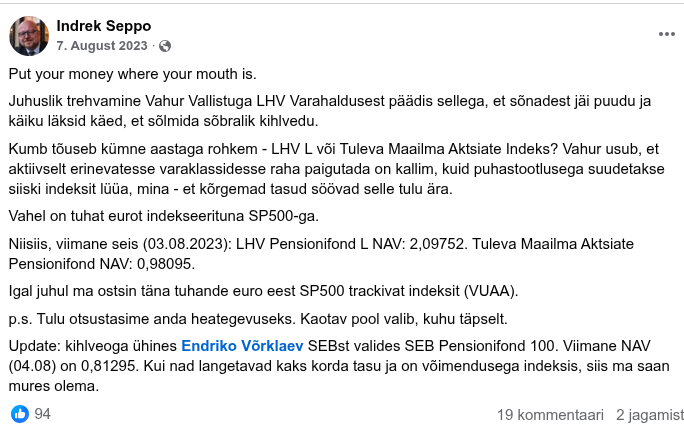 Indrek Seppo
7. August 2023 ·
Put your money where your mouth is.
Juhuslik trehvamine Vahur Vallistuga LHV Varahaldusest päädis sellega, et sõnadest jäi puudu ja
käiku läksid käed, et sõlmida sõbralik kihlvedu.
Kumb tõuseb kümne aastaga rohkem - LHV L või Tuleva Maailma Aktsiate Indeks? Vahur usub, et
aktiivselt erinevatesse varaklassidesse raha paigutada on kallim, kuid puhastootlusega suudetakse
siiski indeksit lüüa, mina - et kõrgemad tasud söövad selle tulu ära.
Vahel on tuhat eurot indekseerituna SP500-ga.
Niisiis, viimane seis (03.08.2023): LHV Pensionifond L NAV: 2,09752. Tuleva Maailma Aktsiate
Pensionifond NAV: 0,98095.
Igal juhul ma ostsin täna tuhande euro eest SP500 trackivat indeksit (VUAA).
p.s. Tulu otsustasime anda heategevuseks. Kaotav pool valib, kuhu täpselt.
Update: kihlveoga ühines Endriko Võrklaev SEBst valides SEB Pensionifond 100. Viimane NAV
(04.08) on 0,81295. Kui nad langetavad kaks korda tasu ja on võimendusega indeksis, siis ma saan
mures olema.
94
19 kommentaari 2 jagamist